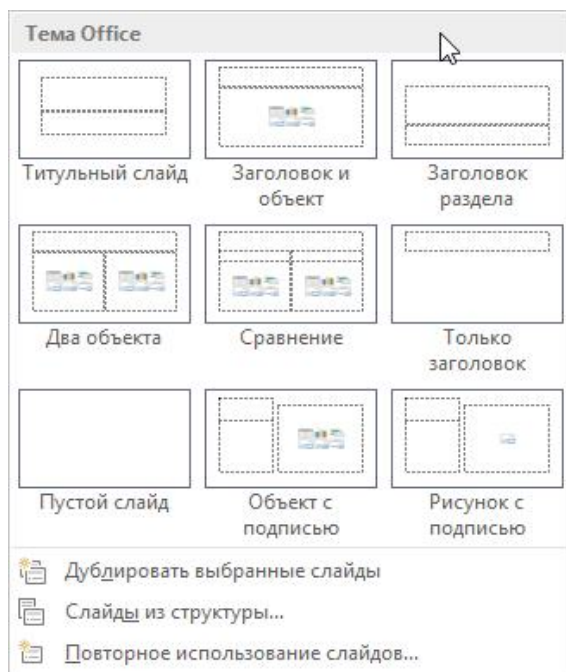 Тема Office
Титульный слайд
Заголовок и
объект
Заголовок
раздела
Два объекта
Сравнение
Только
заголовок
Пустой слайд
Объект с
подписью
Рисунок с
подписью
Дублировать выбранные слайды
Слайды из структуры...
Повторное использование слайдов...